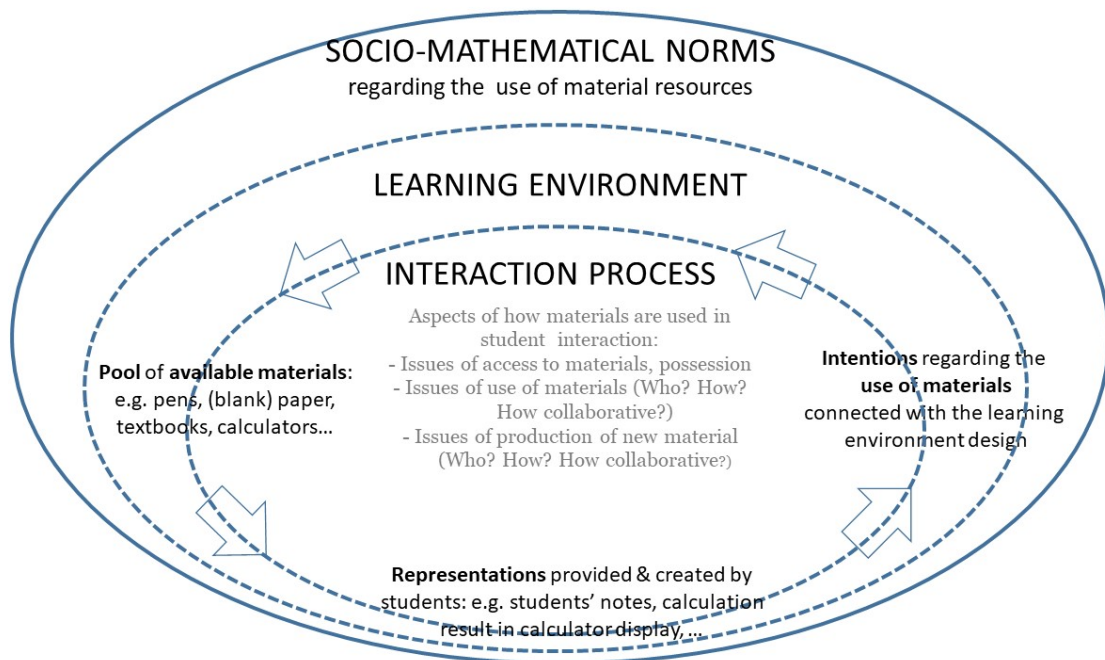 SOCIO-MATHEMATICAL NORMS
regarding the use of material resources
LEARNING ENVIRONMENT
INTERACTION PROCESS
Aspects of how materials are used in
student interaction:
- Issues of access to materials, possession
- Issues of use of materials (Who? How?
How collaborative?)
- Issues of production of new material
(Who? How? How collaborative?)
Pool of available materials:
e.g. pens, (blank) paper,
textbooks, calculators...
Intentions regarding the
use of materials
connected with the learning
environment design
Representations provided & created by
students: e.g. students’ notes, calculation
result in calculator display, ...